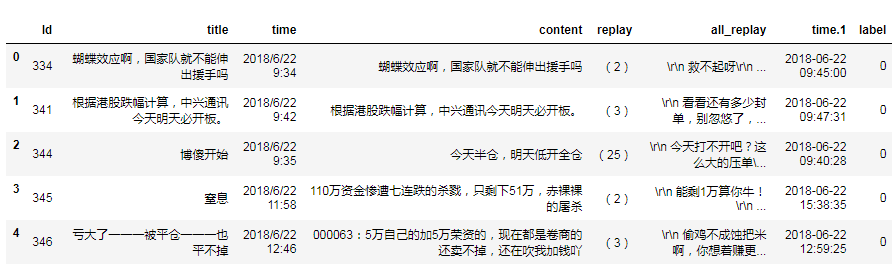 Id title time content replay all_replay time.1 label
0 334 蝴蝶效应啊，国家队就不能伸出援手吗 2018/6/22 9:34 蝴蝶效应啊，国家队就不能伸出援手吗 （2） \r\n 救不起呀\r\n ... 2018-06-22 09:45:00 0
1 341 根据港股跌幅计算，中兴通讯今天明天必开板。 2018/6/22 9:42 根据港股跌幅计算，中兴通讯今天明天必开板。 （3） \r\n 看看还有多少封单，别忽悠了，... 2018-06-22 09:47:31 0
2 344 博傻开始 2018/6/22 9:35 今天半仓，明天低开全仓 （25） \r\n 今天打不开吧？这么大的压单\... 2018-06-22 09:40:28 0
3 345 窒息 2018/6/22 11:58 110万资金惨遭七连跌的杀戮，只剩下51万，赤裸裸的屠杀 （2） \r\n 能剩1万算你牛！\r\n ... 2018-06-22 15:38:35 0
4 346 亏大了一一一被平仓一一一也平不掉 2018/6/22 12:46 000063：5万自己的加5万荣资的，现在都是卷商的还卖不掉，还在吹我加钱吖 （3） \r\n 偷鸡不成蚀把米啊，你想着赚更... 2018-06-22 12:59:25 0